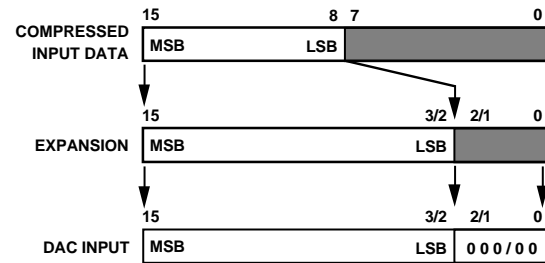 15 8 7 0
COMPRESSED
INPUT DATA
MSB LSB
15 3/2 2/1 0
EXPANSION MSB LSB
15 3/2 2/1 0
DAC INPUT MSB LSB 000/00